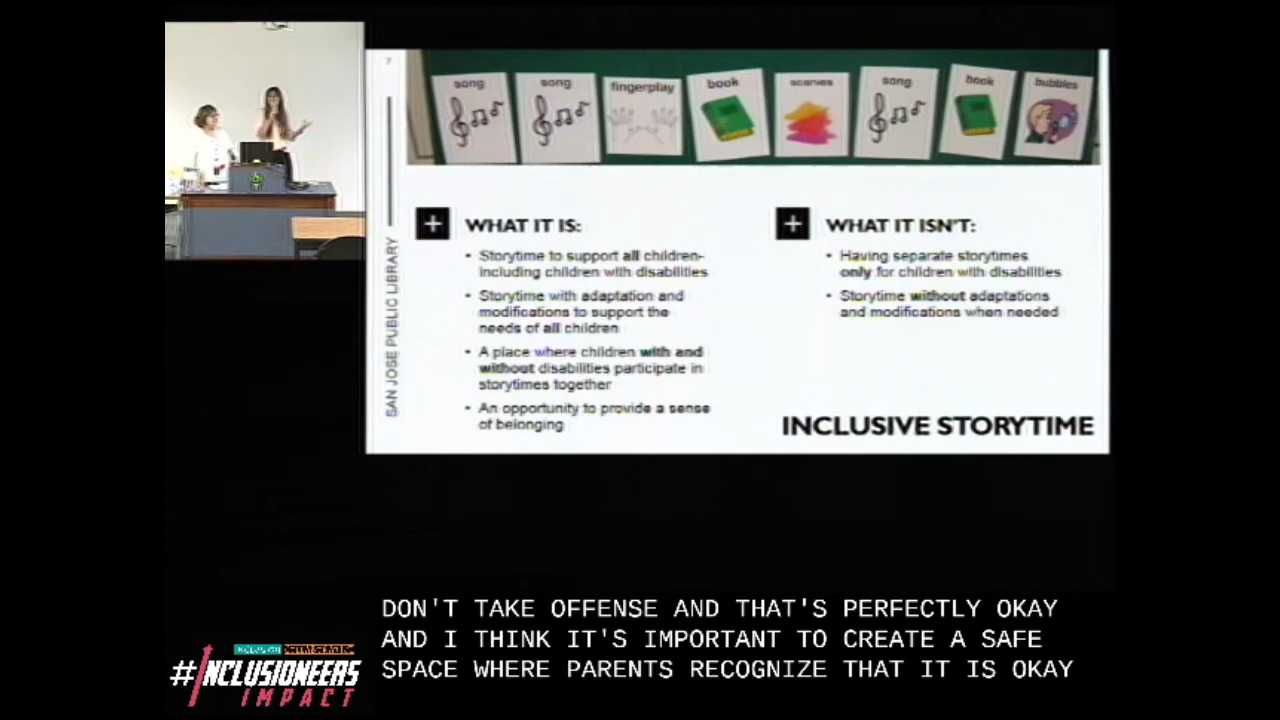 7
song
song
fingerplay
book
scarves
song
book
bubbles
SAN JOSE PUBLIC LIBRARY
+ WHAT IT IS:
• Storytime to support all children-
including children with disabilities
• Storytime with adaptation and
modifications to support the
needs of all children
• A place where children with and
without disabilities participate in
storytimes together
• An opportunity to provide a sense
of belonging
+ WHAT IT ISN'T:
• Having separate storytimes
only for children with disabilities
• Storytime without adaptations
and modifications when needed
INCLUSIVE STORYTIME
#INCLUSIONEERS
IMPACT
DON'T TAKE OFFENSE AND THAT'S PERFECTLY OKAY
AND I THINK IT'S IMPORTANT TO CREATE A SAFE
SPACE WHERE PARENTS RECOGNIZE THAT IT IS OKAY